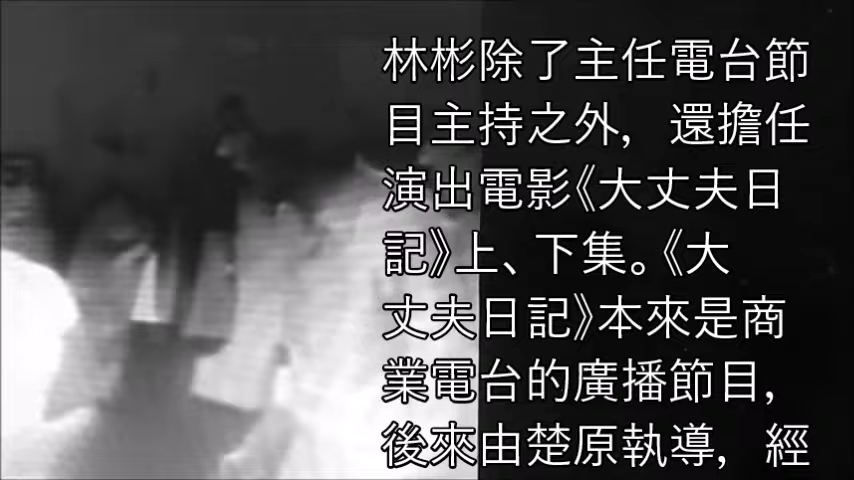 林彬除了主任電台節
目主持之外，還擔任
演出電影《大丈夫日
記》上、下集。《大
丈夫日記》本來是商
業電台的廣播節目，
後來由楚原執導，經